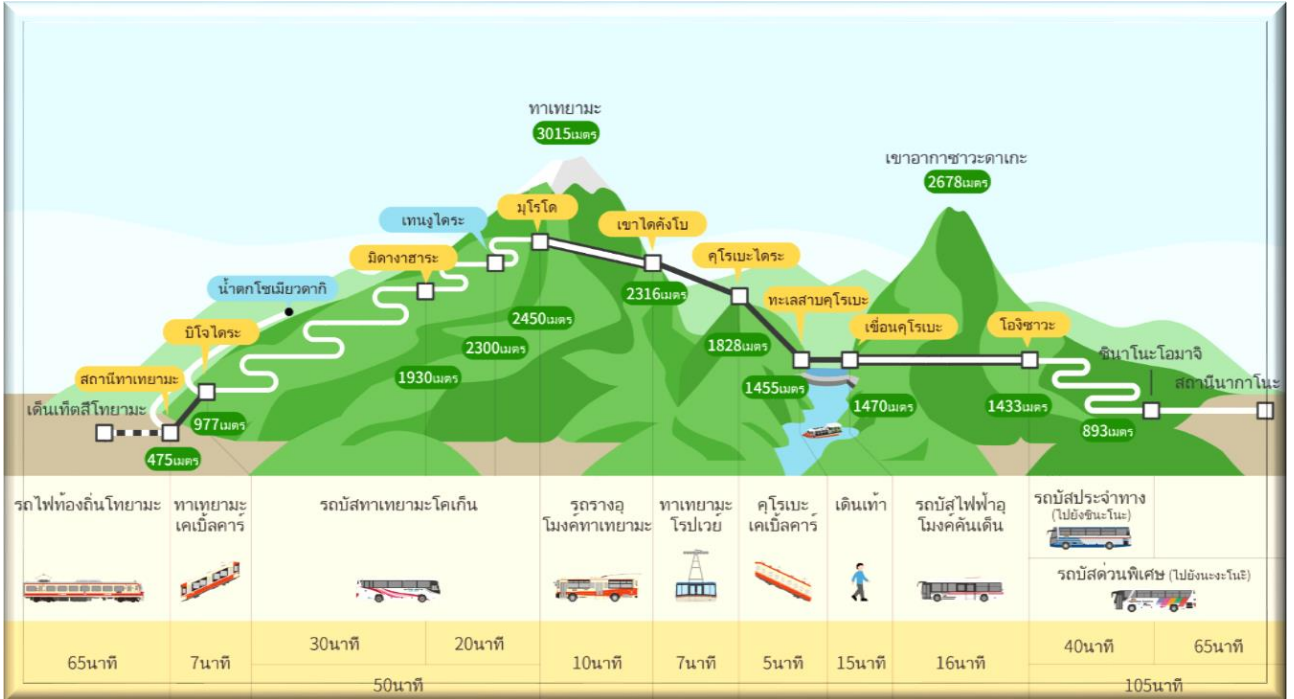 ทาเทยามะ
3015เมตร
เขาอากาซาวะดาเกะ
2678เมตร
เทนงูไดระ
มุโรโด
เขาไดคังโบ
มิดางาฮาระ
คุโรเบะไดระ
น้ำตกโชเมียวดากิ
2316เมตร
ทะเลสาบคุโรเบะ
2450เมตร
บิโจไดระ
เขื่อนคุโรเบะ
โองิซาวะ
2300เมตร
1828เมตร
ชินาโนะโอมาจิ
สถานีทาเทยามะ
1930เมตร
1455เมตร
สถานีนากาโนะ
เด็นเท็ตสึโทยามะ
977เมตร
1470เมตร
1433เมตร
893เมตร
475เมตร
รถไฟท้องถิ่นโทยามะ
ทาเทยามะ
เคเบิ้ลคาร์
รถบัสทาเทยามะโคเก็น
รถรางอุ
โมงค์ทาเทยามะ
ทาเทยามะ
โรปเวย์
คุโรเบะ
เคเบิ้ลคาร์
เดินเท้า
รถบัสไฟฟ้าอุ
โมงค์คันเด็น
รถบัสประจำทาง
(ไปยังชินะโนะ)
รถบัสด่วนพิเศษ (ไปยังนะงะโนะ)
65นาที
7นาที
30นาที
20นาที
50นาที
10นาที
7นาที
5นาที
15นาที
16นาที
40นาที
65นาที
105นาที